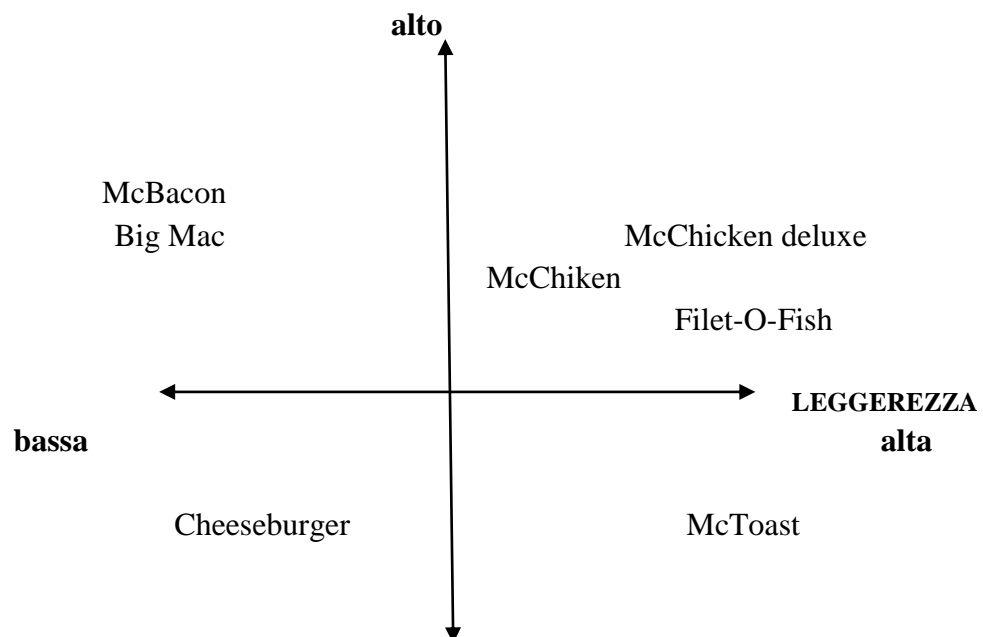 alto
McBacon
Big Mac
McChicken deluxe
McChiken
Filet-O-Fish
LEGGEREZZA
bassa
alta
Cheeseburger
McToast